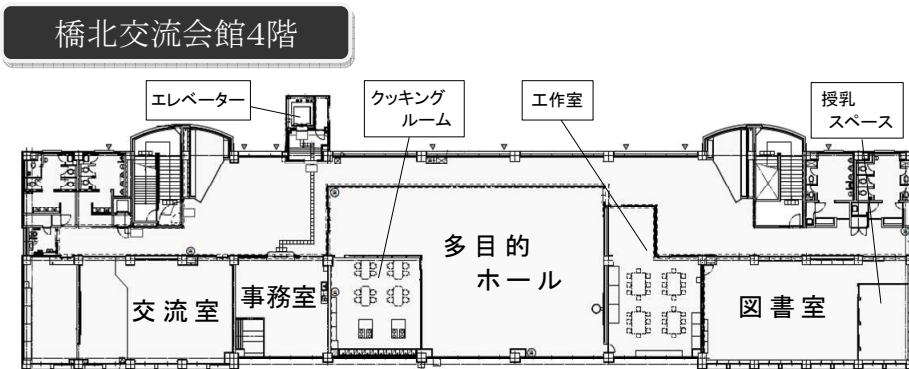 橋北交流会館4階
エレベーター
クッキング
ルーム
工作室
授乳
スペース
多目的
ホール
交流室
事務室
図書室